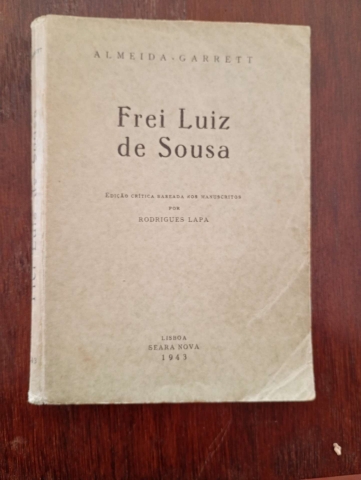 ALMEIDA-GARRETT
Frei Luiz
de Sousa
EDIÇÃO CRÍTICA BASEADA NOS MANUSCRITOS
POR
RODRIGUES LAPA
LISBOA
SEARA NOVA
1943